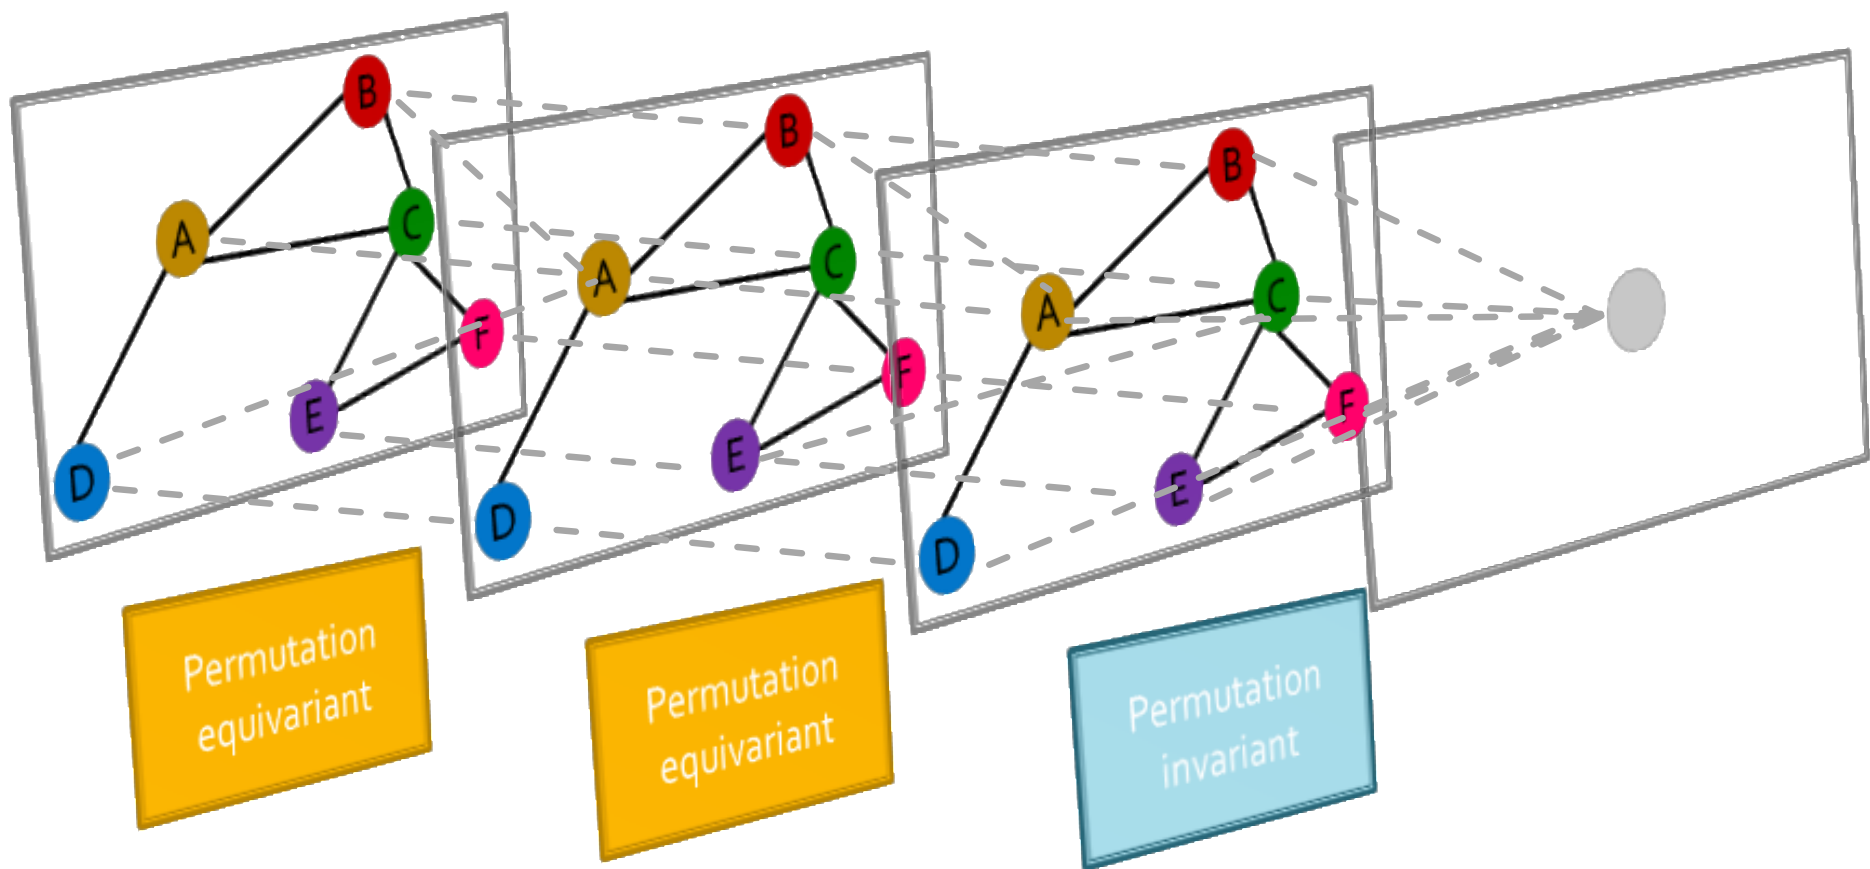 B
A
C
F
E
D
B
A
C
F
E
D
B
A
C
F
E
D
Permutation
equivariant
Permutation
equivariant
Permutation
invariant